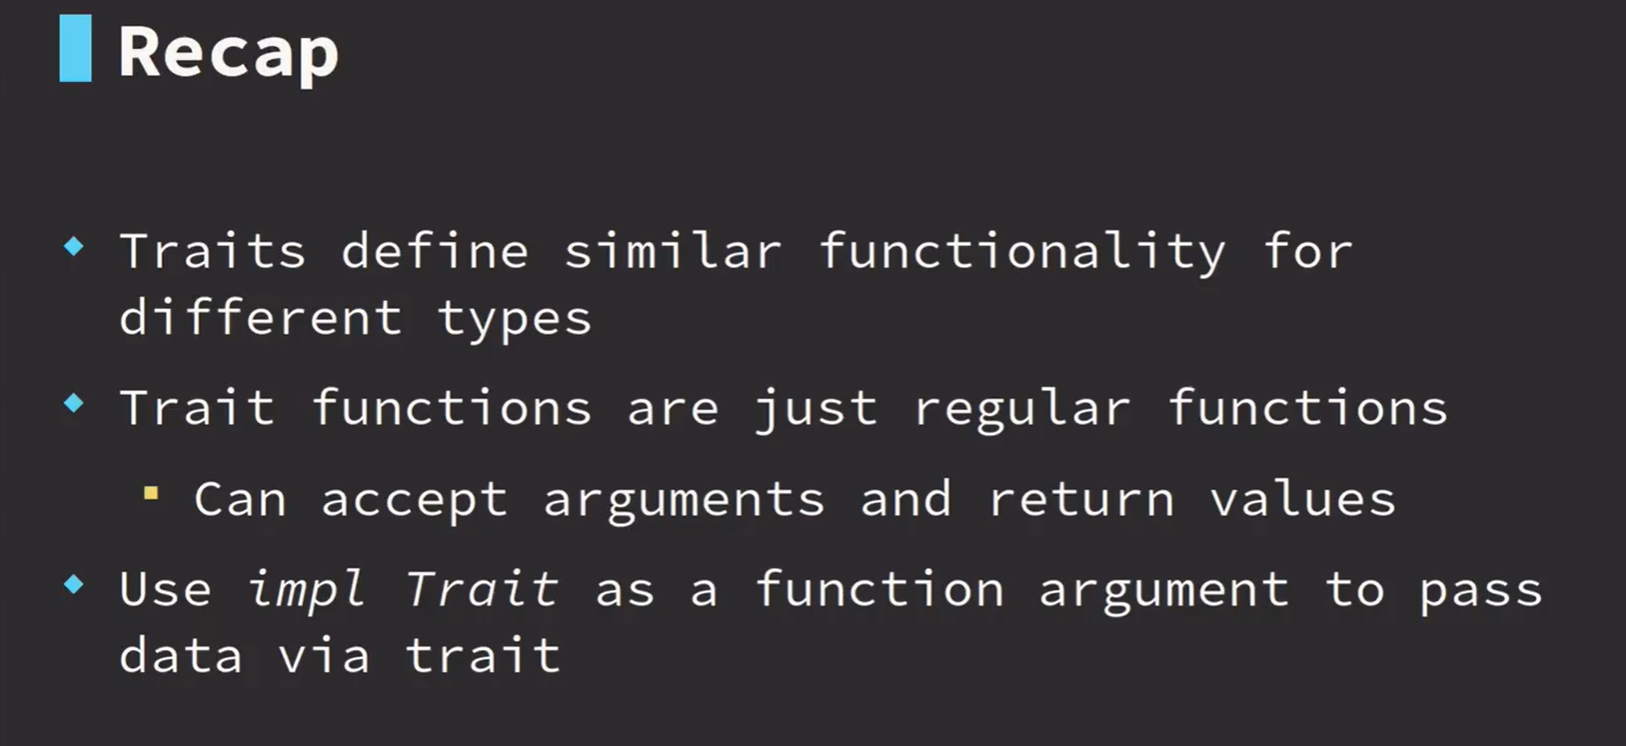 Recap
Traits define similar functionality for
different types
Trait functions are just regular functions
Can accept arguments and return values
Use impl Trait as a function argument to pass
data via trait